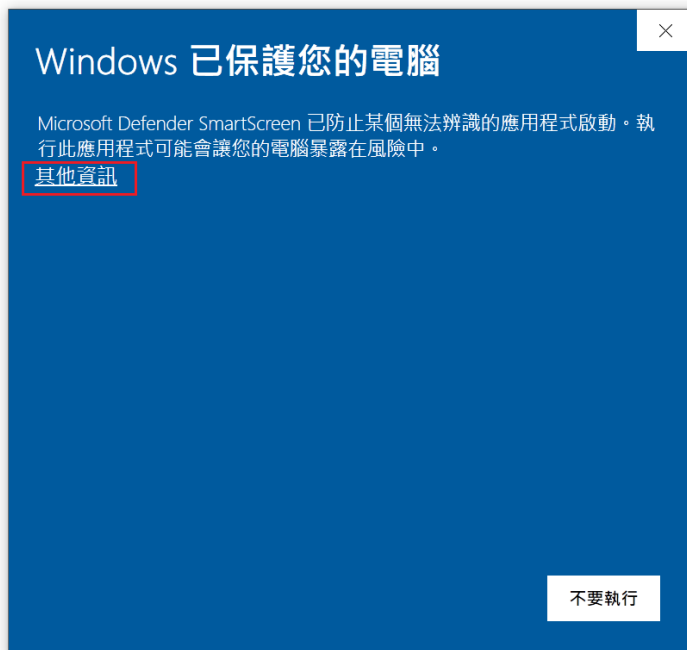 Windows 已保護您的電腦
Microsoft Defender SmartScreen 已防止某個無法辨識的應用程式啟動。執
行此應用程式可能會讓您的電腦暴露在風險中。
其他資訊
不要執行